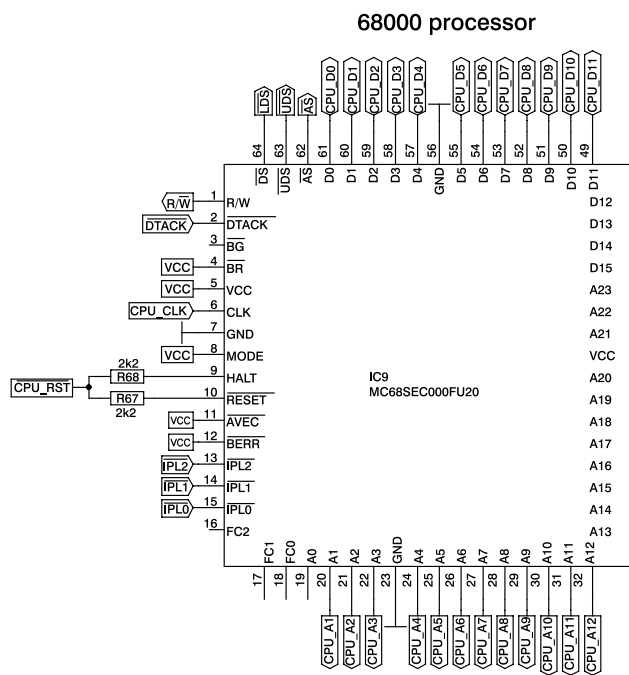 68000 processor
LDS
UDS
AS
CPU_D0
CPU_D1
CPU_D2
CPU_D3
CPU_D4
CPU_D5
CPU_D6
CPU_D7
CPU_D8
CPU_D9
CPU_D10
CPU_D11
64
63
62
61
60
59
58
57
56
55
54
53
52
51
50
49
DS
UDS
AS
D0
D1
D2
D3
D4
GND
D5
D6
D7
D8
D9
D10
D11
R/W 1 R/W
DTACK 2 DTACK
3 BG
VCC 4 BR
VCC 5 VCC
CPU_CLK 6 CLK
7 GND
VCC 8 MODE
2k2
R68 9 HALT
CPU_RST
R67 10 RESET
2k2
VCC 11 AVEC
VCC 12 BERR
IPL2 13 IPL2
IPL1 14 IPL1
IPL0 15 IPL0
16 FC2
IC9
MC68SEC000FU20
D12
D13
D14
D15
A23
A22
A21
VCC
A20
A19
A18
A17
A16
A15
A14
A13
FC1
FC0
A0
A1
A2
A3
GND
A4
A5
A6
A7
A8
A9
A10
A11
A12
17
18
19
20
21
22
23
24
25
26
27
28
29
30
31
32
CPU_A1
CPU_A2
CPU_A3
CPU_A4
CPU_A5
CPU_A6
CPU_A7
CPU_A8
CPU_A9
CPU_A10
CPU_A11
CPU_A12